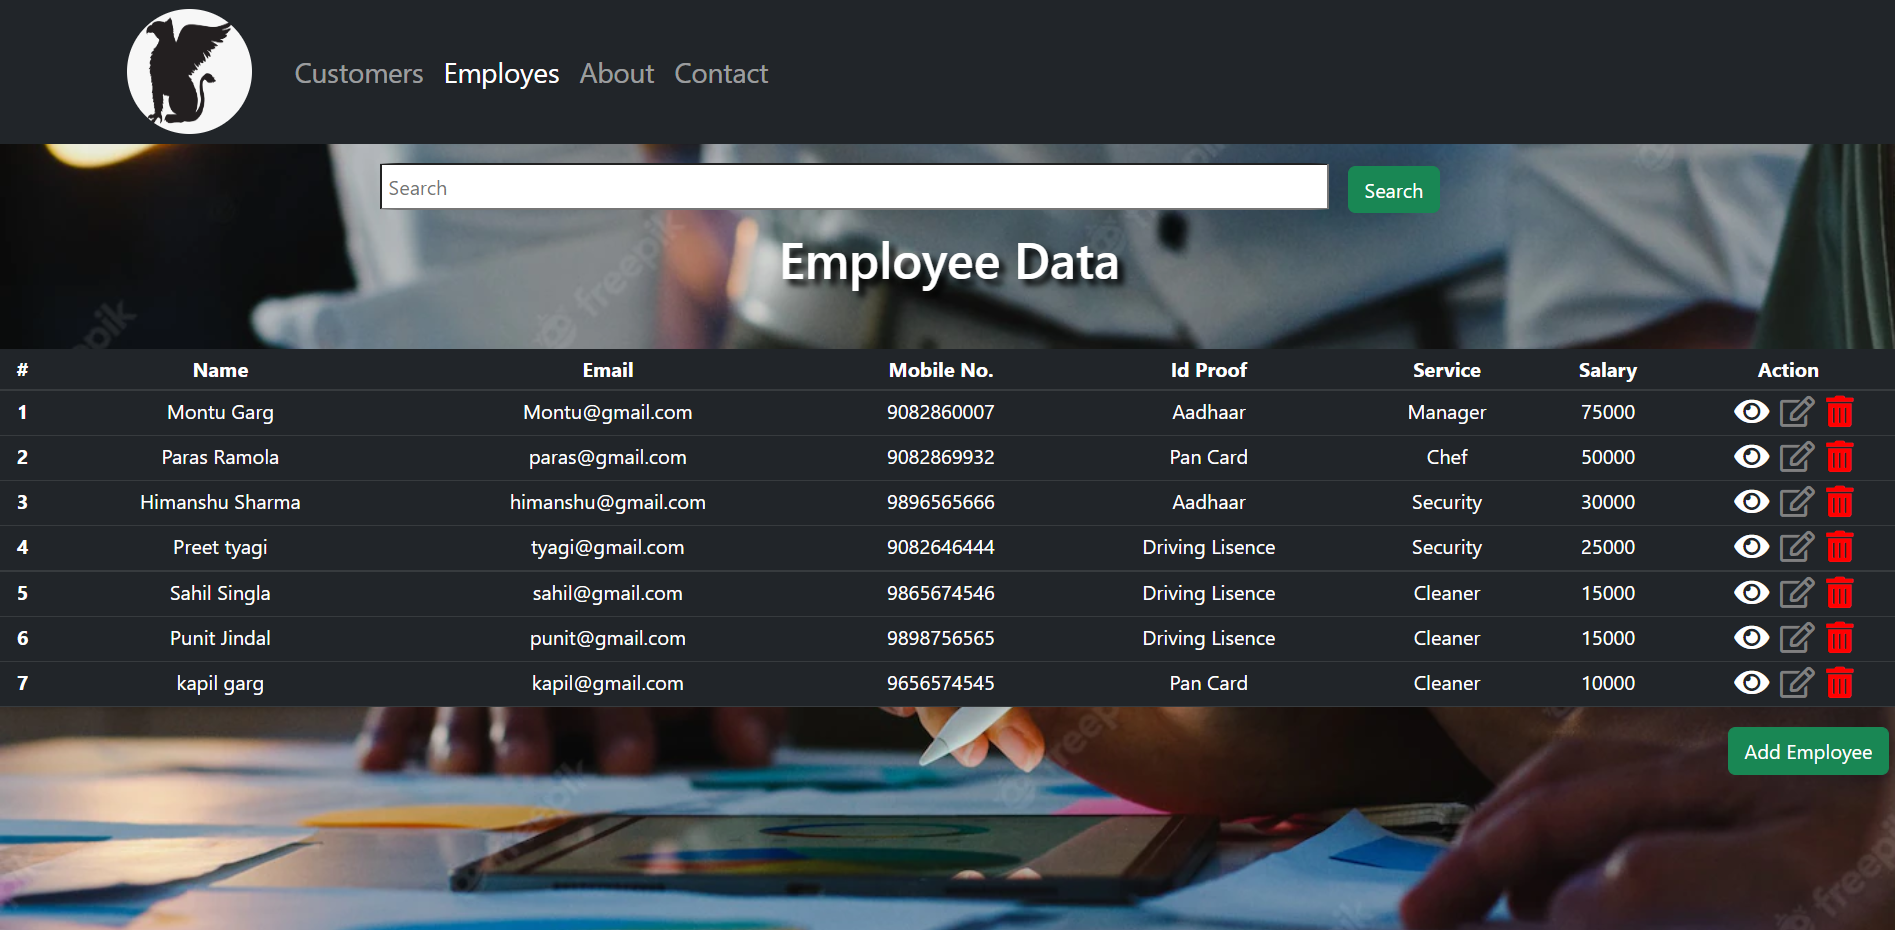 Customers Employes About Contact
Search Search
Employee Data
# Name Email Mobile No. Id Proof Service Salary Action
1 Montu Garg Montu@gmail.com 9082860007 Aadhaar Manager 75000
2 Paras Ramola paras@gmail.com 9082869932 Pan Card Chef 50000
3 Himanshu Sharma himanshu@gmail.com 9896565666 Aadhaar Security 30000
4 Preet tyagi tyagi@gmail.com 9082646444 Driving Lisence Security 25000
5 Sahil Singla sahil@gmail.com 9865674546 Driving Lisence Cleaner 15000
6 Punit Jindal punit@gmail.com 9898756565 Driving Lisence Cleaner 15000
7 kapil garg kapil@gmail.com 9656574545 Pan Card Cleaner 10000
Add Employee
freepik
freepik